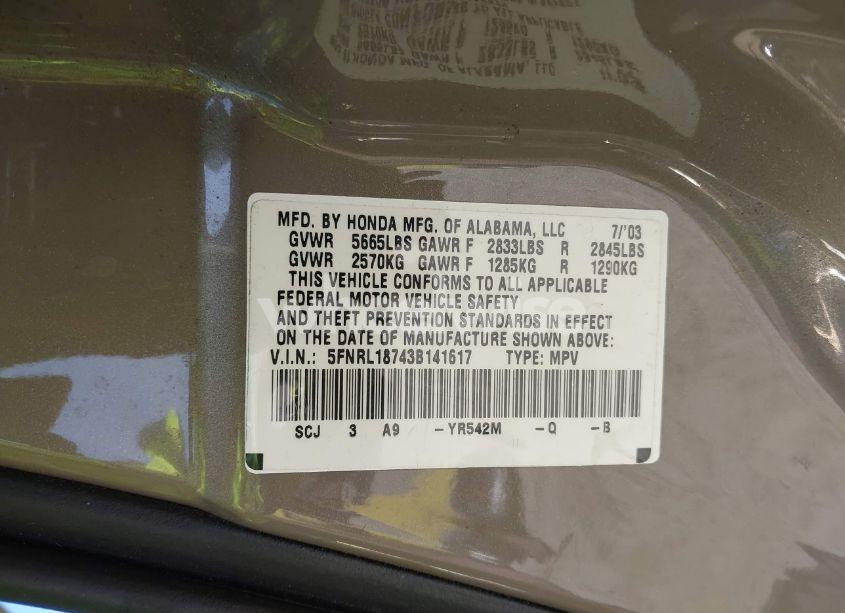 MFD. BY HONDA MFG. OF ALABAMA, LLC 7/'03
GVWR 5665LBS GAWR F 2833LBS R 2845LBS
GVWR 2570KG GAWR F 1285KG R 1290KG
THIS VEHICLE CONFORMS TO ALL APPLICABLE
FEDERAL MOTOR VEHICLE SAFETY
AND THEFT PREVENTION STANDARDS IN EFFECT
ON THE DATE OF MANUFACTURE SHOWN ABOVE.
V.I.N.: 5FNRL18743B141617 TYPE: MPV
SCJ 3 A9 -YR542M -Q -B